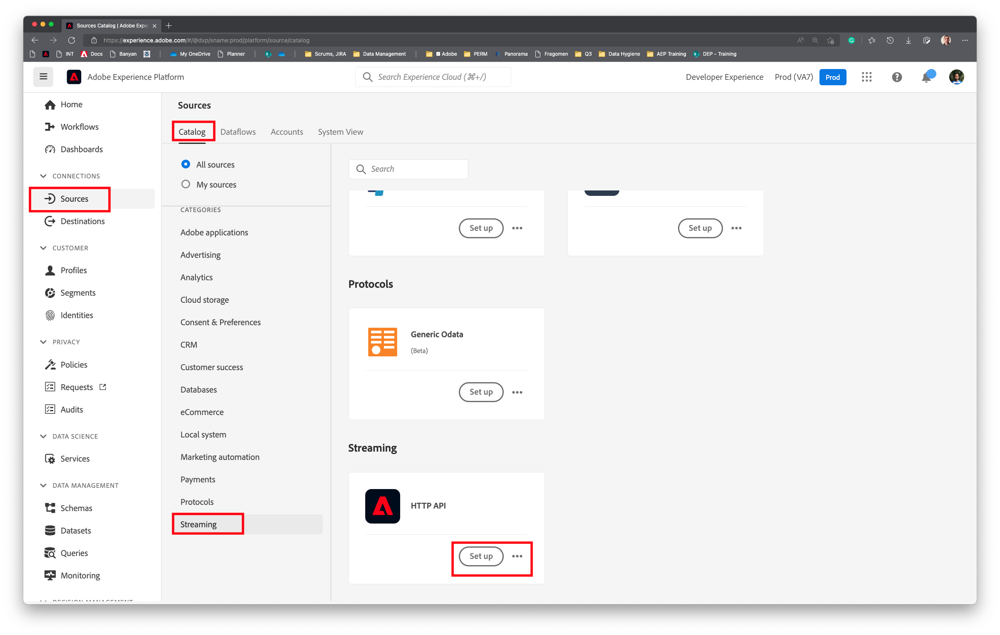 Sources Catalog | Adobe Expe
https://experience.adobe.com/#/@dxp/sname:prod/platform/source/catalog
INT Docs Banyan My OneDrive Planner Scrums, JIRA Data Management Adobe PERM Panorama Fragomen Q3 Data Hygiene AEP Training DEP - Training
Adobe Experience Platform
Search Experience Cloud (⌘+/)
Developer Experience Prod (VA7) Prod
Home
Workflows
Dashboards
CONNECTIONS
Sources
Destinations
CUSTOMER
Profiles
Segments
Identities
PRIVACY
Policies
Requests
Audits
DATA SCIENCE
Services
DATA MANAGEMENT
Schemas
Datasets
Queries
Monitoring
DECISION MANAGEMENT
Sources
Catalog Dataflows Accounts System View
All sources
My sources
CATEGORIES
Adobe applications
Advertising
Analytics
Cloud storage
Consent & Preferences
CRM
Customer success
Databases
eCommerce
Local system
Marketing automation
Payments
Protocols
Streaming
Search
Set up
Set up
Protocols
Generic Odata
(Beta)
Set up
Streaming
HTTP API
Set up